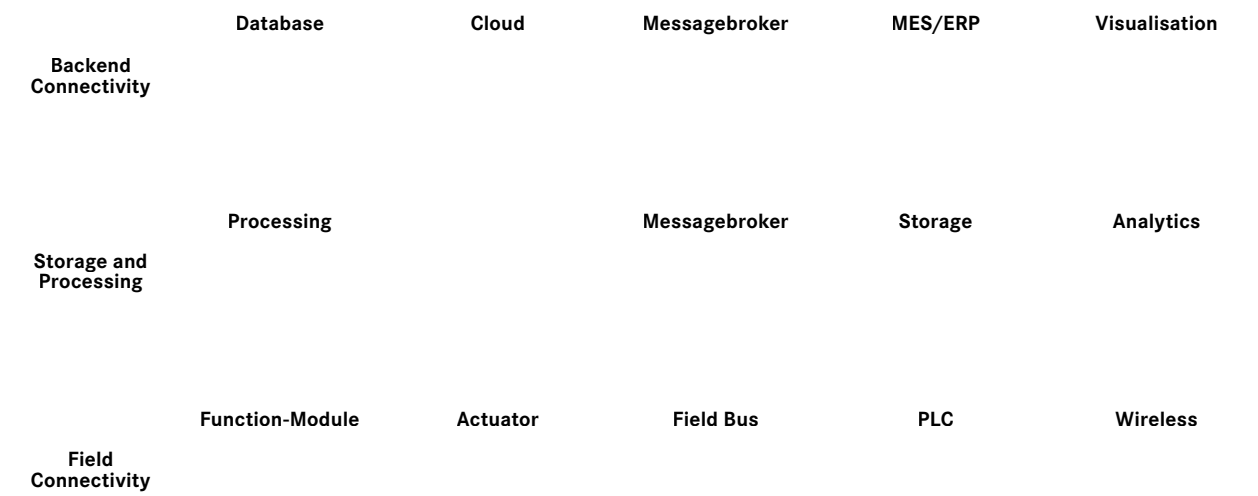 Database Cloud Messagebroker MES/ERP Visualisation
Backend
Connectivity
Processing Messagebroker Storage Analytics
Storage and
Processing
Function-Module Actuator Field Bus PLC Wireless
Field
Connectivity